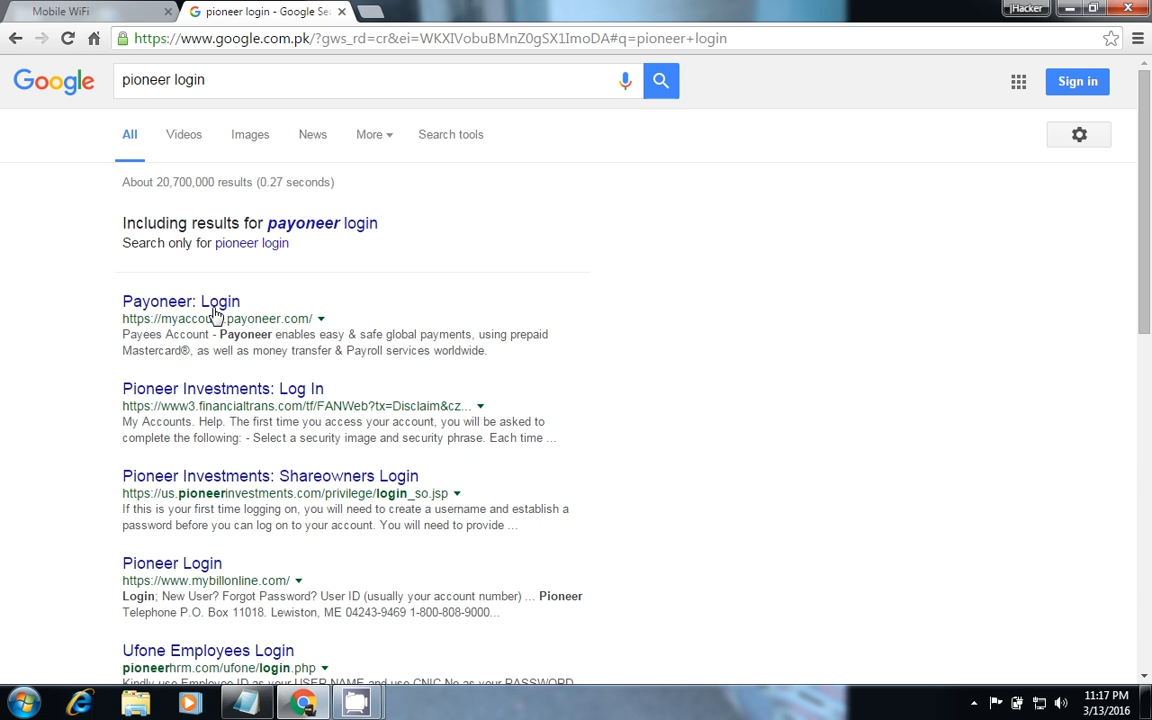 Mobile WiFi
pioneer login - Google Se
jHacker
https://www.google.com.pk/?gws_rd=cr&ei=WKXIVobuBMnZ0gSX1ImoDA#q=pioneer+login
Google
pioneer login
Sign in
All Videos Images News More Search tools
About 20,700,000 results (0.27 seconds)
Including results for payoneer login
Search only for pioneer login
Payoneer: Login
https://myaccou payoneer.com/
Payees Account - Payoneer enables easy & safe global payments, using prepaid
Mastercard®, as well as money transfer & Payroll services worldwide.
Pioneer Investments: Log In
https://www3.financialtrans.com/tf/FANWeb?tx=Disclaim&cz...
My Accounts. Help. The first time you access your account, you will be asked to
complete the following: - Select a security image and security phrase. Each time ...
Pioneer Investments: Shareowners Login
https://us.pioneerinvestments.com/privilege/login_so.jsp
If this is your first time logging on, you will need to create a username and establish a
password before you can log on to your account. You will need to provide ...
Pioneer Login
https://www.mybillonline.com/
Login; New User? Forgot Password? User ID (usually your account number) ... Pioneer
Telephone P.O. Box 11018. Lewiston, ME 04243-9469 1-800-808-9000...
Ufone Employees Login
pioneerhrm.com/ufone/login.php
Kindly use Employee ID as your USER NAME and use CNIC No as your PASSWORD
11:17 PM
3/13/2016